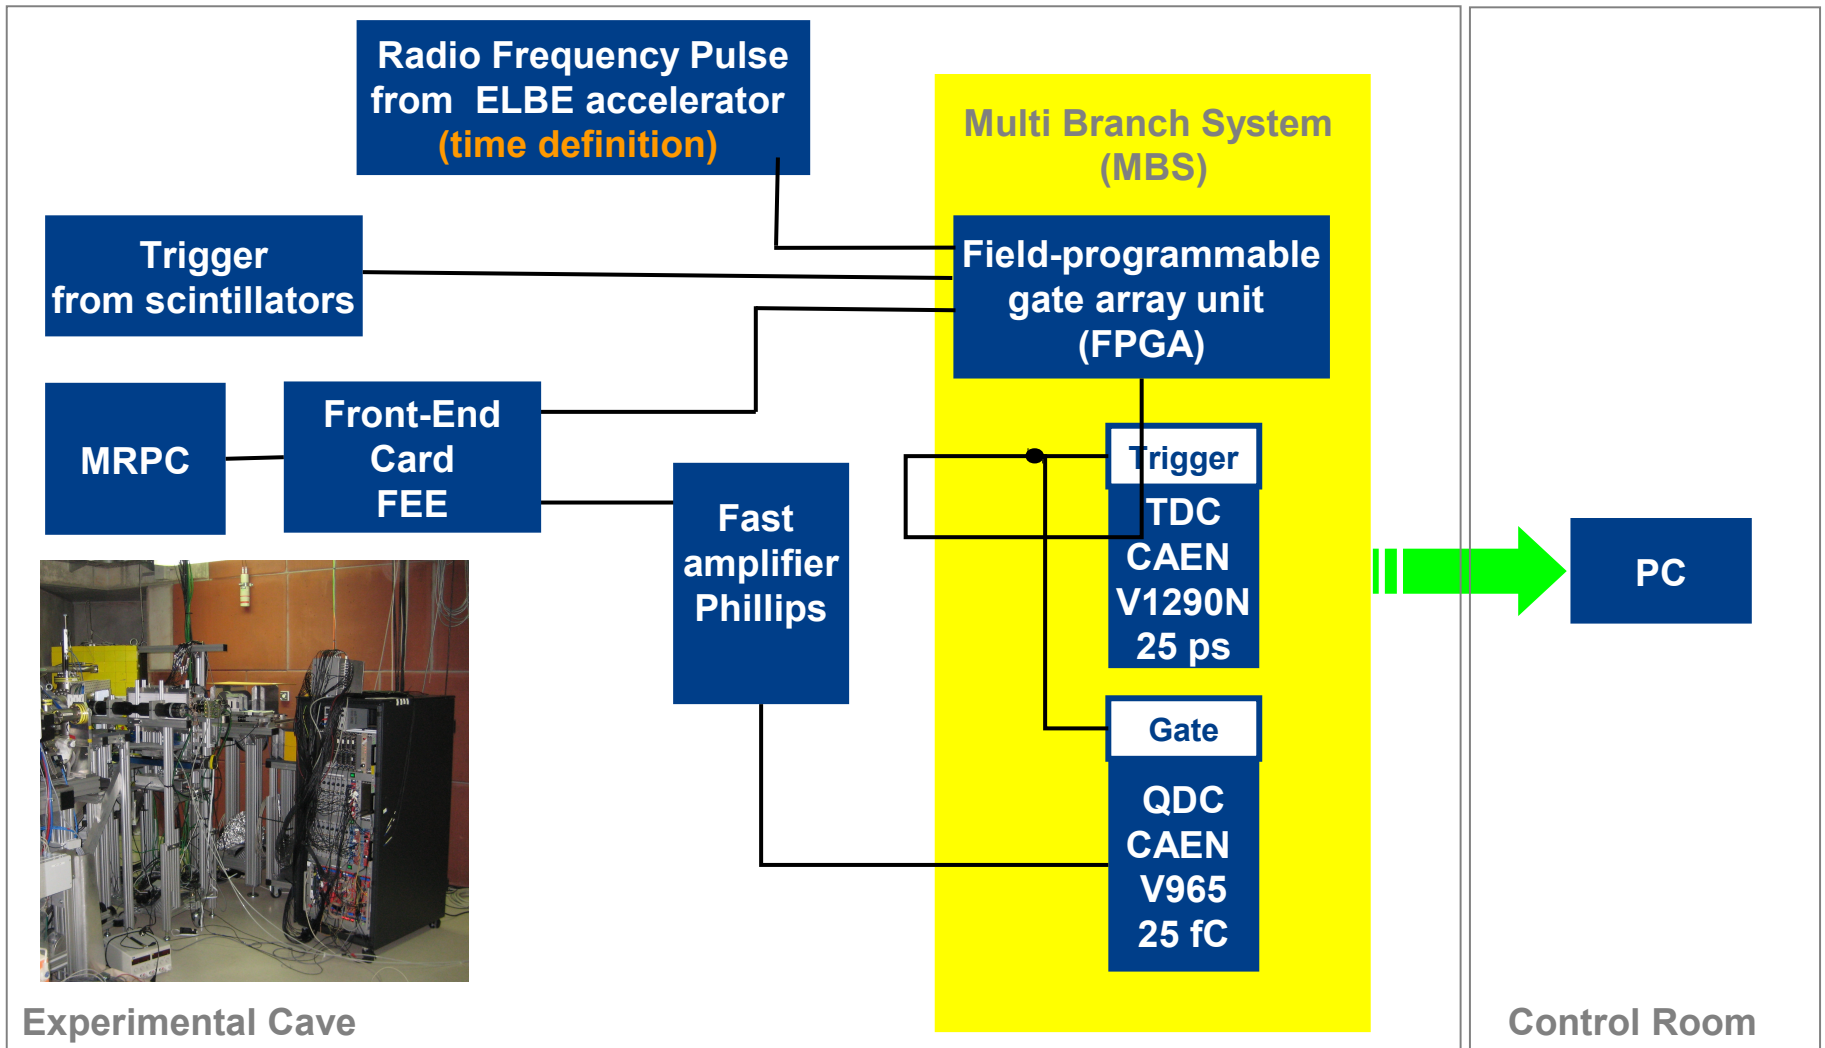 Radio Frequency Pulse
from ELBE accelerator
(time definition)
Multi Branch System
(MBS)
Trigger
from scintillators
Field-programmable
gate array unit
(FPGA)
MRPC
Front-End
Card
FEE
Fast
amplifier
Phillips
Trigger
TDC
CAEN
V1290N
25 ps
Gate
QDC
CAEN
V965
25 fC
PC
Experimental Cave
Control Room